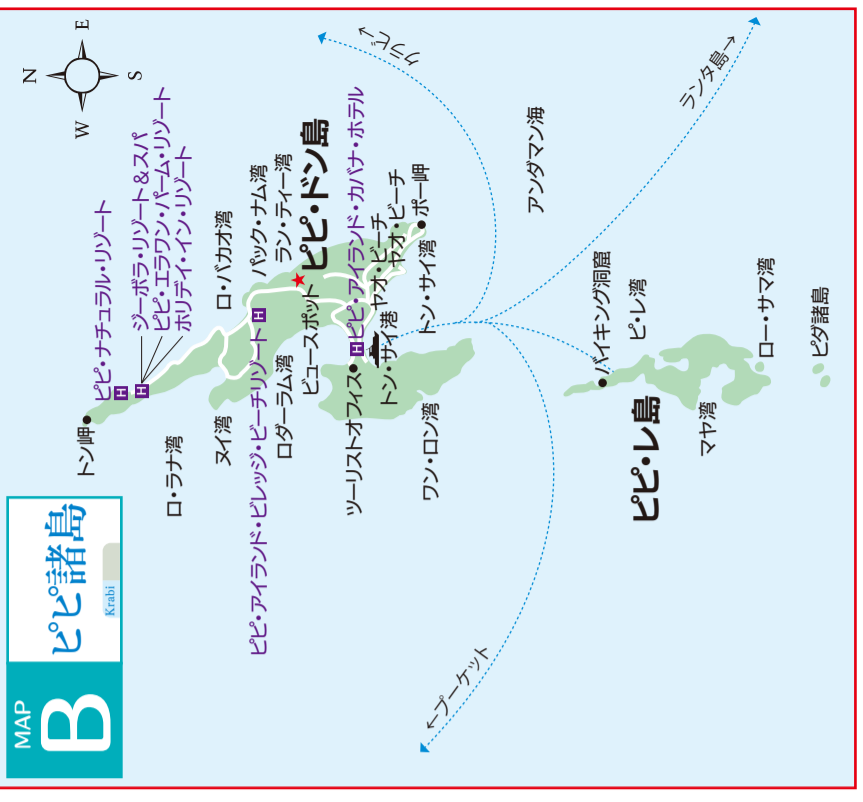 MAP
B
ピピ諸島
Krabi
N
E
W
S
トン岬
ピピ・ナチュラル・リゾート
H
ジーボラ・リゾート&スパ
ピピ・エラワン・パーム・リゾート
ホリデイ・イン・リゾート
H
ロ・ラナ湾
ロ・バカオ湾
ヌイ湾
パック・ナム湾
ピピ・アイランド・ビレッジ・ビーチリゾート
H
ラン・ティー湾
ロダーラム湾
ビュースポット
ピピ・ドン島
ツーリストオフィス
H
ピピ・アイランド・カバナ・ホテル
トン・サイ港
ヤオ・ビーチ
ヤオ・ビーチ
ポー岬
ワン・ロン湾
トン・サイ湾
クラビ→
アンダマン海
ランタ島→
←プーケット
バイキング洞窟
ピ・レ湾
ピピ・レ島
マヤ湾
ロー・サマ湾
ピダ諸島